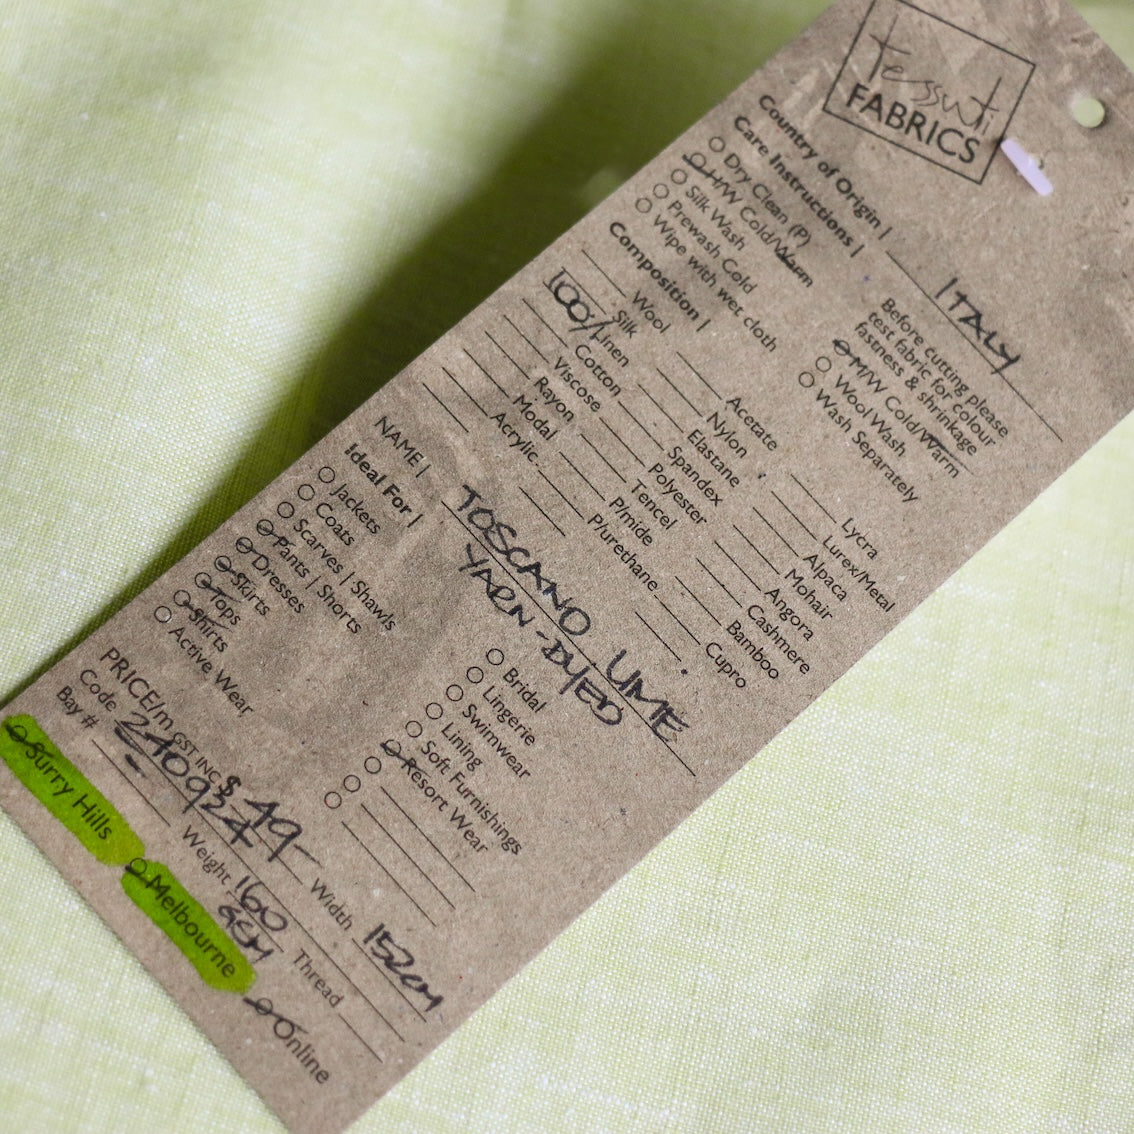 tessuti
FABRICS
Country of Origin | ITALY
Care Instructions |
Dry Clean (P)
H/W Cold/Warm
Silk Wash
Prewash Cold
Wipe with wet cloth
Before cutting please
test fabric for colour
fastness & shrinkage
M/W Cold/Warm
Wool Wash
Wash Separately
Composition |
Wool
Silk
100% Linen
Cotton
Viscose
Rayon
Modal
Acrylic
Acetate
Nylon
Elastane
Spandex
Polyester
Tencel
P/mide
P/urethane
Lycra
Lurex/Metal
Alpaca
Mohair
Angora
Cashmere
Bamboo
Cupro
NAME | TOSCANO LIME
YARN-DYED
Ideal For |
Jackets
Coats
Scarves | Shawls
Pants | Shorts
Dresses
Skirts
Tops
Shirts
Active Wear
Bridal
Lingerie
Swimwear
Lining
Soft Furnishings
Resort Wear
PRICE/m GST INC $ 49- Width 152cm
Code Weight 160 Thread
GSM
Bay #
Surry Hills Melbourne Online